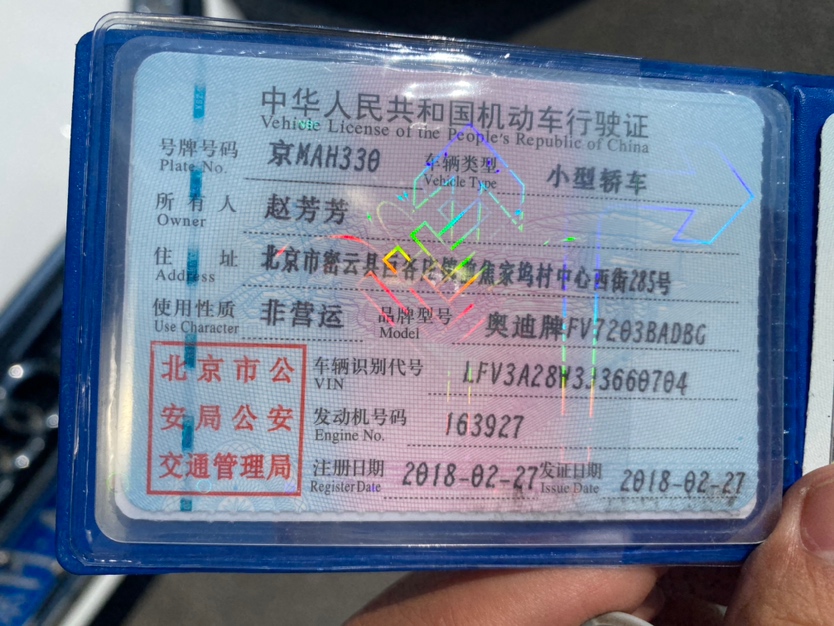 中华人民共和国机动车行驶证
Vehicle License of the People's Republic of China
号牌号码 京MAH330 车辆类型 小型轿车
Plate No. Vehicle Type
所有人 赵芳芳
Owner
住址 北京市密云县巨各庄镇 焦家坞村中心西街285号
Address
使用性质 非营运 品牌型号 奥迪牌FV7203BADBG
Use Character Model
北京市公
安局公安
交通管理局
车辆识别代号 LFV3A28W3J3660704
VIN
发动机号码 163927
Engine No.
注册日期 2018-02-27 发证日期 2018-02-27
Register Date Issue Date